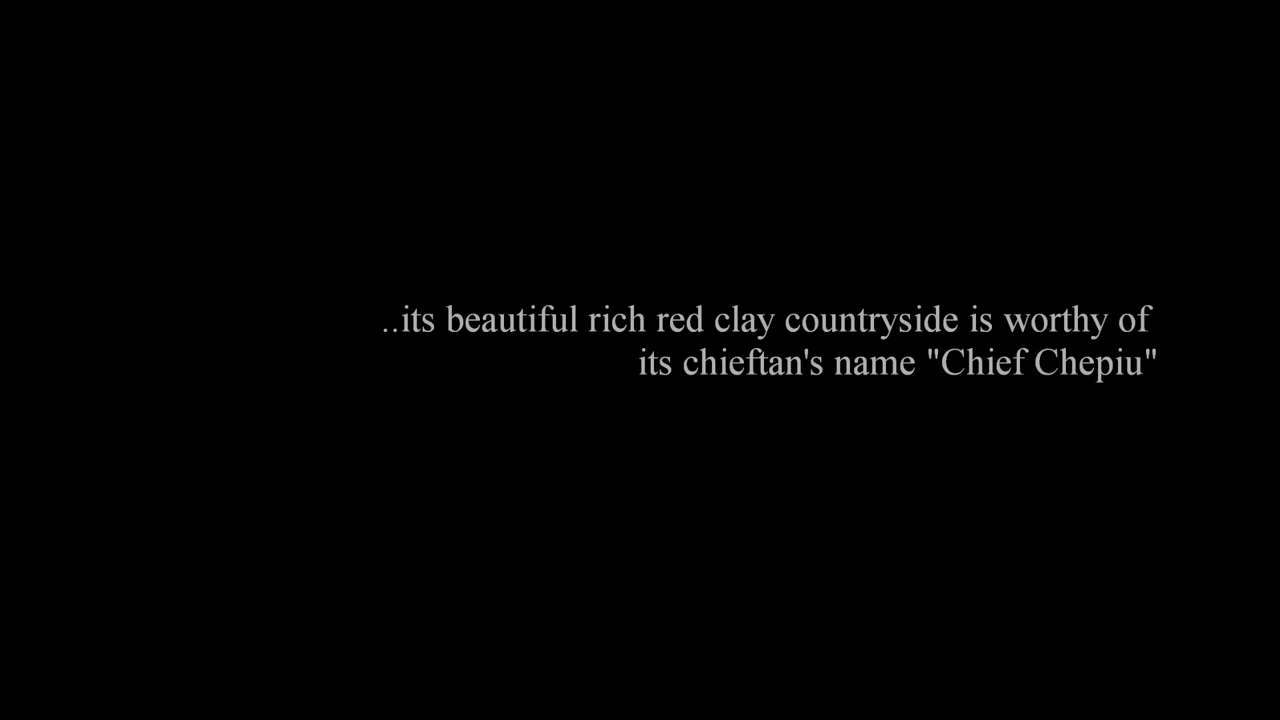 ..its beautiful rich red clay countryside is worthy of
its chieftan's name "Chief Chepiu"